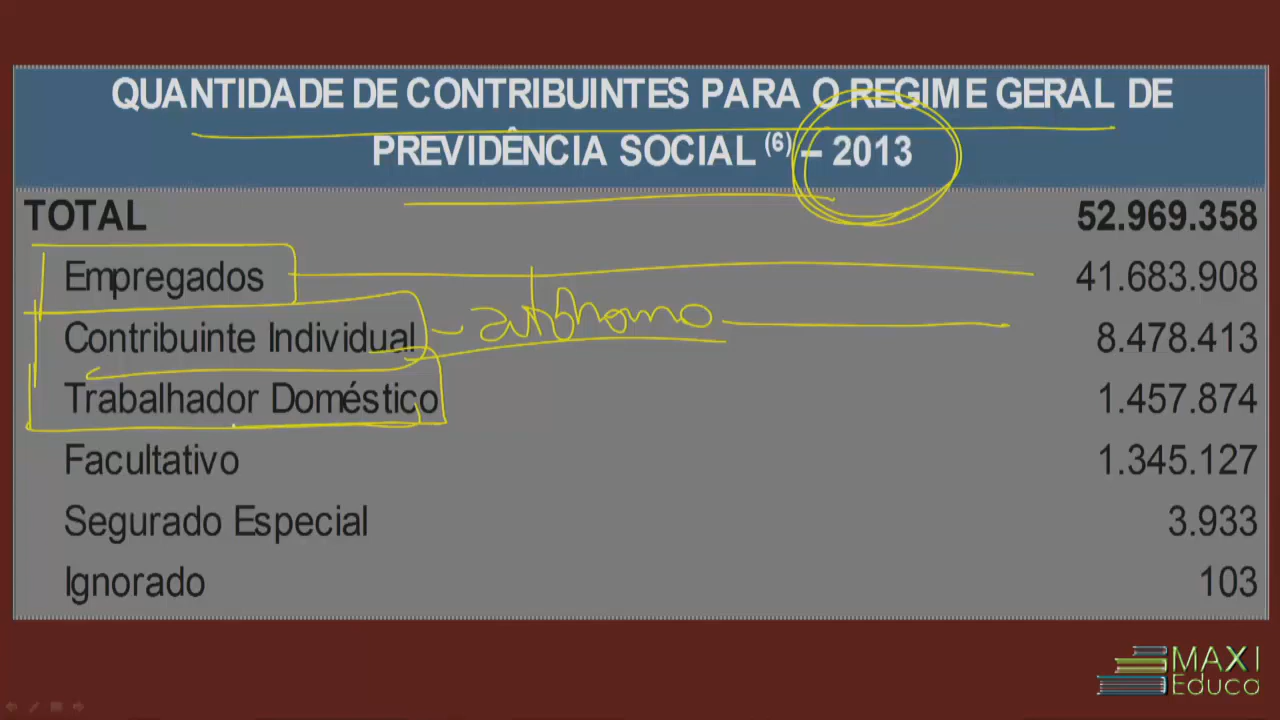 QUANTIDADE DE CONTRIBUINTES PARA O REGIME GERAL DE
PREVIDÊNCIA SOCIAL (6) – 2013
TOTAL 52.969.358
Empregados 41.683.908
Contribuinte Individual – autônomo 8.478.413
Trabalhador Doméstico 1.457.874
Facultativo 1.345.127
Segurado Especial 3.933
Ignorado 103
MAXI
Educa